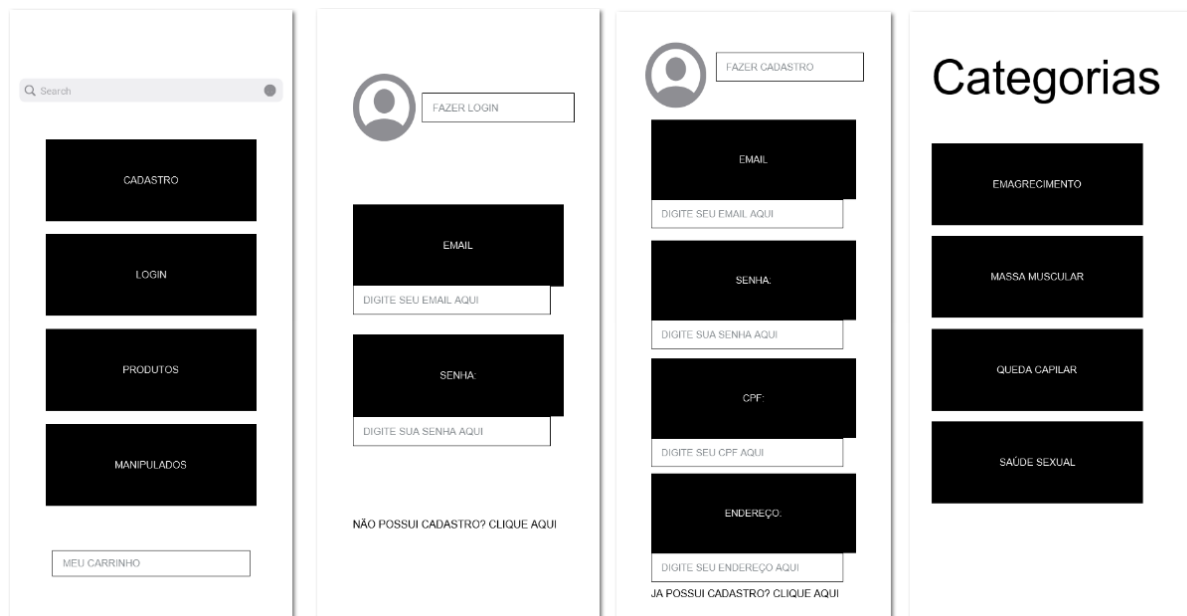 Search
CADASTRO
LOGIN
PRODUTOS
MANIPULADOS
MEU CARRINHO
FAZER LOGIN
EMAIL
DIGITE SEU EMAIL AQUI
SENHA:
DIGITE SUA SENHA AQUI
NÃO POSSUI CADASTRO? CLIQUE AQUI
FAZER CADASTRO
EMAIL
DIGITE SEU EMAIL AQUI
SENHA:
DIGITE SUA SENHA AQUI
CPF:
DIGITE SEU CPF AQUI
ENDEREÇO:
DIGITE SEU ENDEREÇO AQUI
JA POSSUI CADASTRO? CLIQUE AQUI
Categorias
EMAGRECIMENTO
MASSA MUSCULAR
QUEDA CAPILAR
SAÚDE SEXUAL